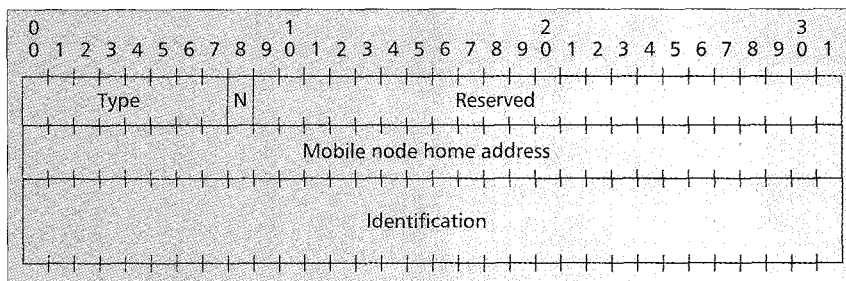 0 1 2 3
0 1 2 3 4 5 6 7 8 9 0 1 2 3 4 5 6 7 8 9 0 1 2 3 4 5 6 7 8 9 0 1
Type N Reserved
Mobile node home address
Identification